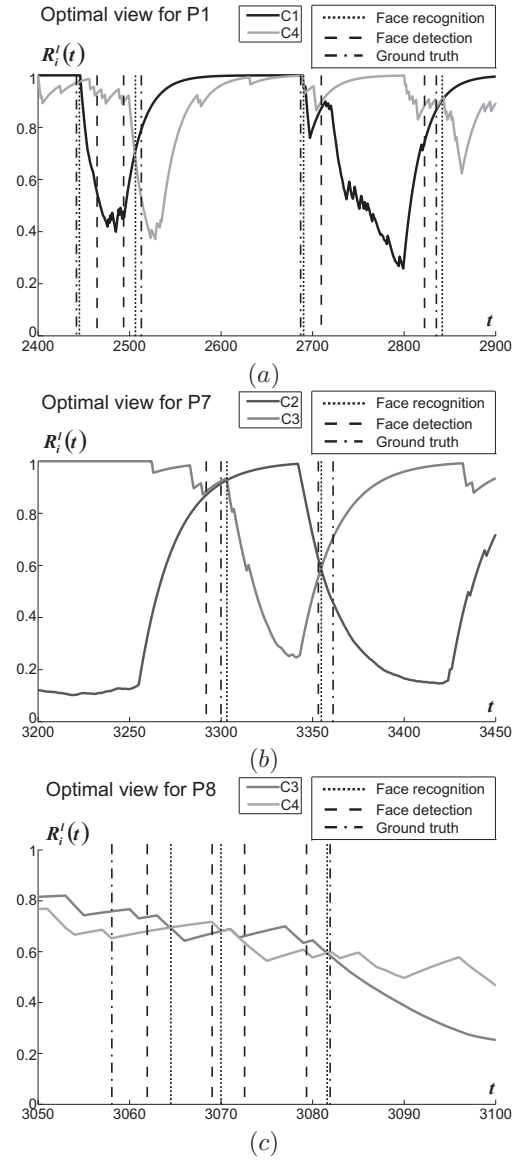 Optimal view for P1
C1
C4
Face recognition
Face detection
Ground truth
R_i^I(t)
1
0.8
0.6
0.4
0.2
0
2400 2500 2600 2700 2800 2900
t
(a)
Optimal view for P7
C2
C3
Face recognition
Face detection
Ground truth
R_i^I(t)
1
0.8
0.6
0.4
0.2
0
3200 3250 3300 3350 3400 3450
t
(b)
Optimal view for P8
C3
C4
Face recognition
Face detection
Ground truth
R_i^I(t)
1
0.8
0.6
0.4
0.2
0
3050 3060 3070 3080 3090 3100
t
(c)